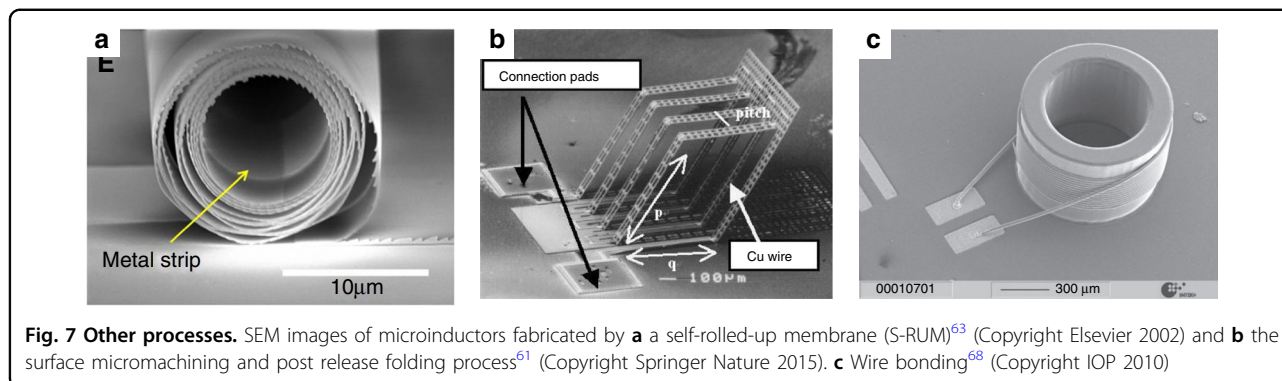 a
E
Metal strip
10µm
b
Connection pads
pitch
p
q
Cu wire
100µm
c
00010701
300 µm
IMTEK
Fig. 7 Other processes. SEM images of microinductors fabricated by a a self-rolled-up membrane (S-RUM)63 (Copyright Elsevier 2002) and b the
surface micromachining and post release folding process61 (Copyright Springer Nature 2015). c Wire bonding68 (Copyright IOP 2010)